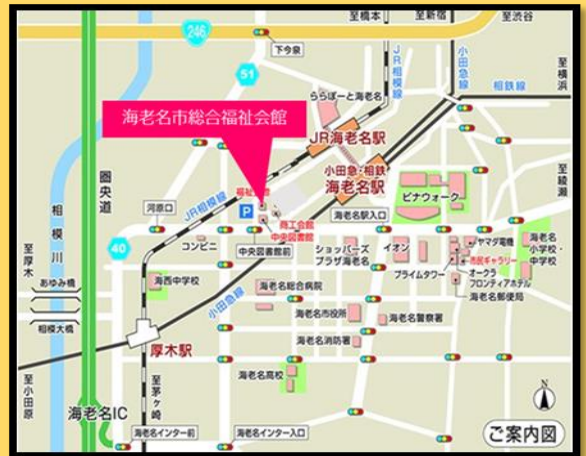 至橋本
至新宿
至渋谷
246
下今泉
JR相模線
小田急線
51
ららぽーと海老名
相鉄線
至横浜
海老名市総合福祉会館
JR海老名駅
小田急・相鉄
海老名駅
圏央道
河原口
JR相模線
P
ビナウォーク
至綾瀬
相模川
商工会館
中央図書館
海老名駅入口
40
コンビニ
中央図書館前
ショッパーズ
プラザ海老名
イオン
ヤマダ電機
市民ギャラリー
海老名
小学校・
中学校
至厚木
あゆみ橋
プライムタワー
オークラ
フロンティアホテル
海老名郵便局
海西中学校
海老名総合病院
小田急線
相模大橋
海老名市役所
海老名警察署
海老名消防署
厚木駅
至小田原
至茅ヶ崎
海老名高校
海老名IC
海老名インター前
海老名インター入口
N
ご案内図